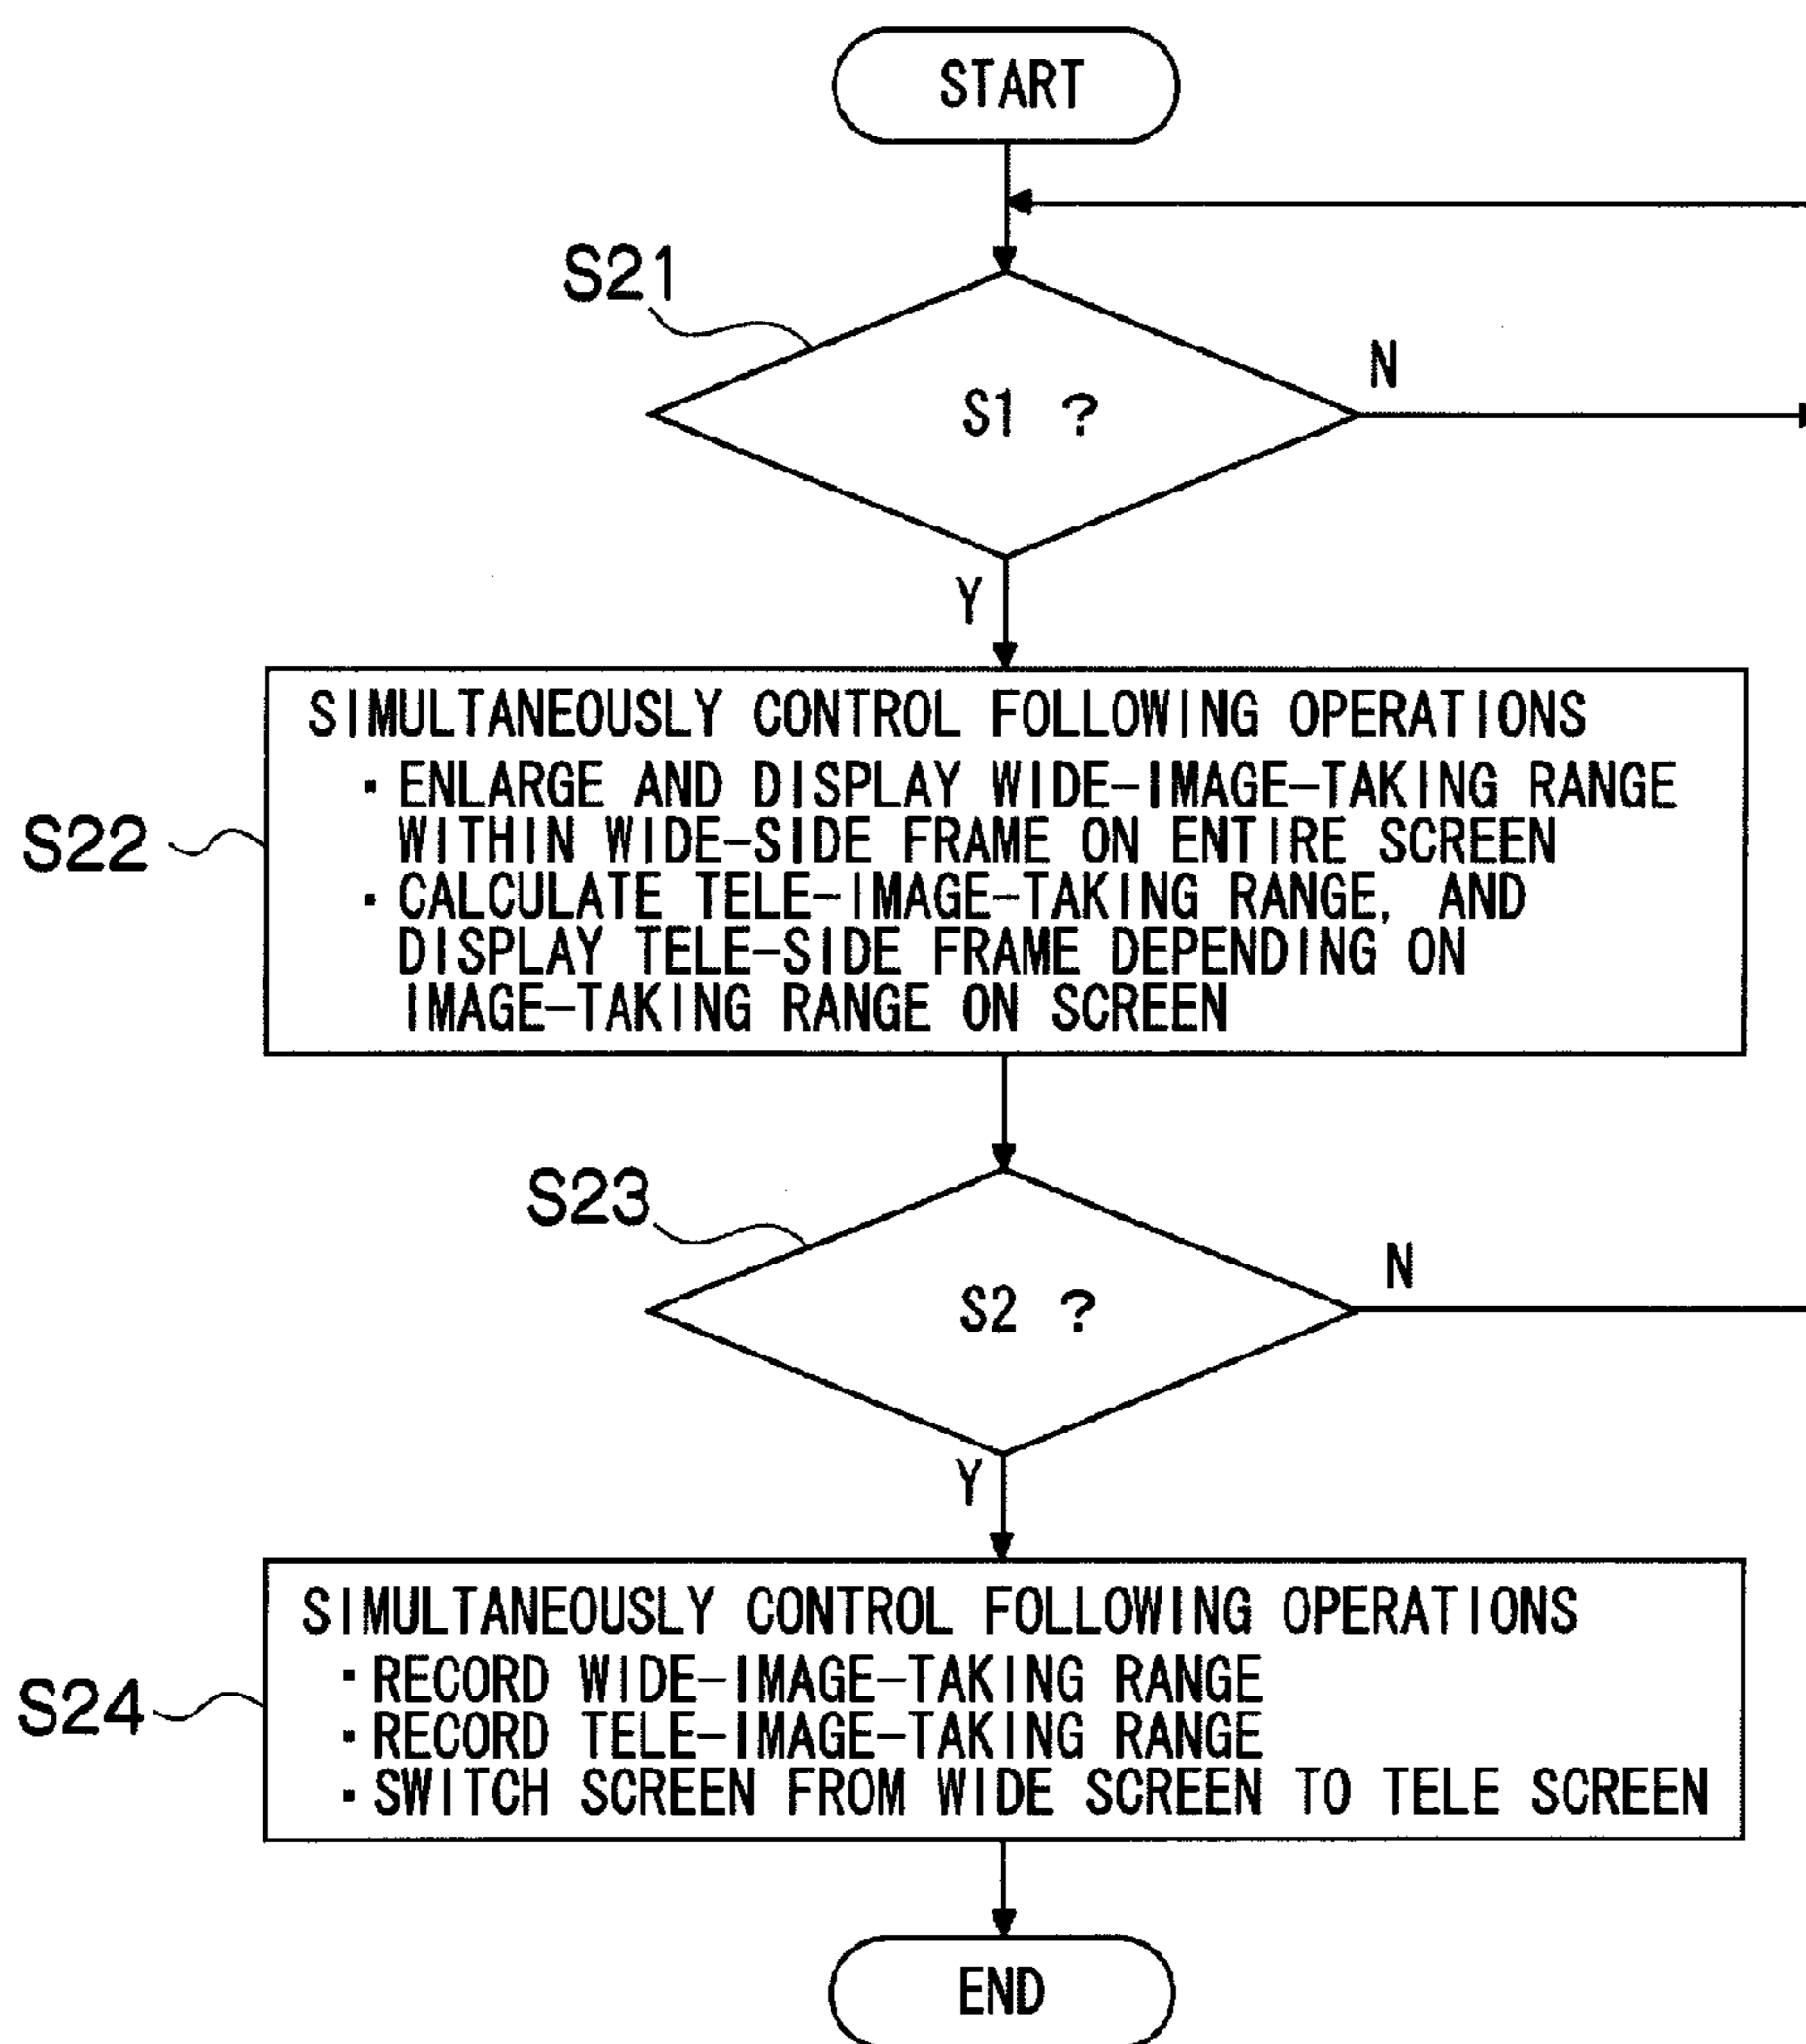 START
S21
S1 ?
N
Y
S22
SIMULTANEOUSLY CONTROL FOLLOWING OPERATIONS
· ENLARGE AND DISPLAY WIDE-IMAGE-TAKING RANGE
WITHIN WIDE-SIDE FRAME ON ENTIRE SCREEN
· CALCULATE TELE-IMAGE-TAKING RANGE, AND
DISPLAY TELE-SIDE FRAME DEPENDING ON
IMAGE-TAKING RANGE ON SCREEN
S23
S2 ?
N
Y
S24
SIMULTANEOUSLY CONTROL FOLLOWING OPERATIONS
· RECORD WIDE-IMAGE-TAKING RANGE
· RECORD TELE-IMAGE-TAKING RANGE
· SWITCH SCREEN FROM WIDE SCREEN TO TELE SCREEN
END